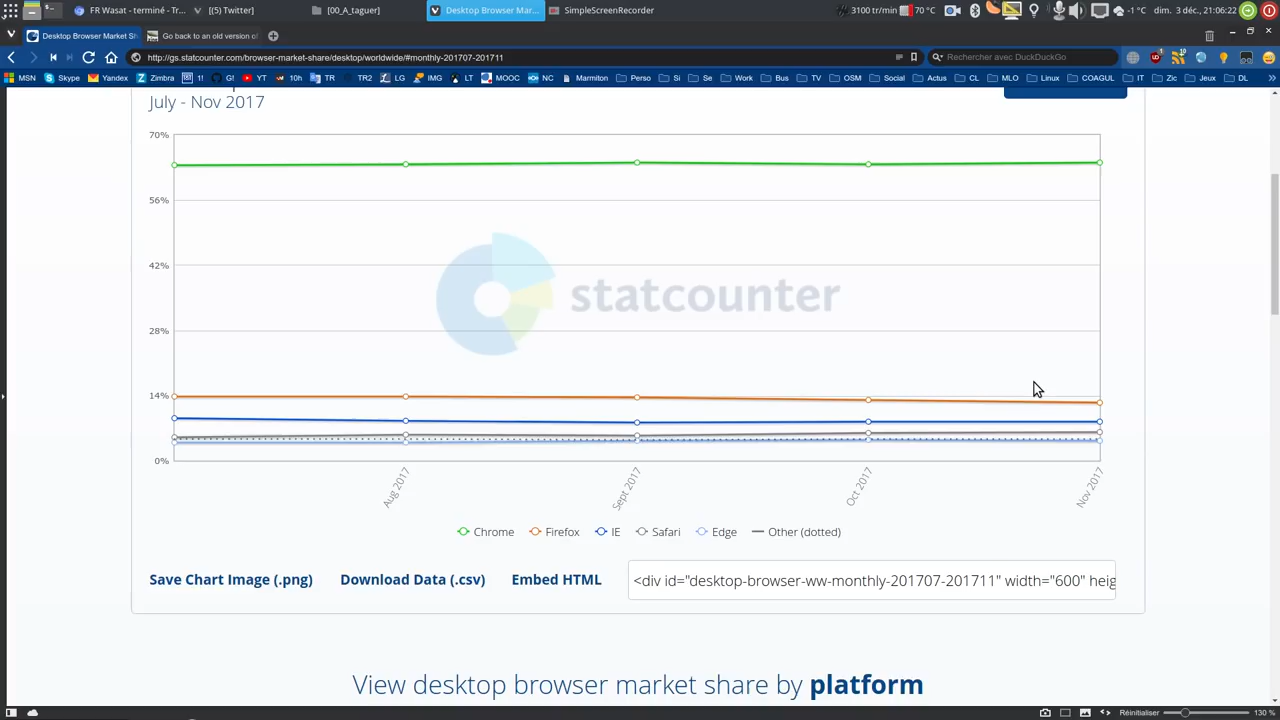 FR Wasat - terminé - Tr...
[(5) Twitter]
[00_A_taguer]
Desktop Browser Mar...
SimpleScreenRecorder
3100 tr/min 70 °C
-1 °C dim. 3 déc., 21:06:22
Desktop Browser Market Sh
Go back to an old version of
http://gs.statcounter.com/browser-market-share/desktop/worldwide/#monthly-201707-201711
Rechercher avec DuckDuckGo
MSN Skype Yandex Zimbra 1! G! YT 10h TR TR2 LG IMG LT MOOC NC Marmiton Perso Si Se Work Bus TV OSM Social Actus CL MLO Linux COAGUL IT Zic Jeux DL
July - Nov 2017
70%
56%
42%
28%
14%
0%
statcounter
Aug 2017
Sept 2017
Oct 2017
Nov 2017
Chrome Firefox IE Safari Edge Other (dotted)
Save Chart Image (.png) Download Data (.csv) Embed HTML <div id="desktop-browser-ww-monthly-201707-201711" width="600" heig
View desktop browser market share by platform
Réinitialiser 130 %